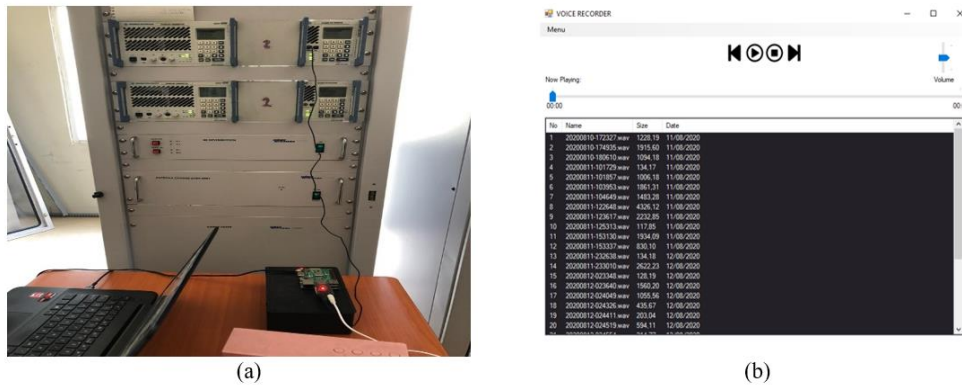 VOICE RECORDER
Menu
Now Playing:
Volume
00:00
No Name Size Date
1 20200810-172327.wav 1228,19 11/08/2020
2 20200810-174935.wav 1915,60 11/08/2020
3 20200810-180610.wav 1094,18 11/08/2020
4 20200811-101729.wav 134,17 11/08/2020
5 20200811-101857.wav 1006,18 11/08/2020
6 20200811-103953.wav 1861,31 11/08/2020
7 20200811-104649.wav 1483,28 11/08/2020
8 20200811-122648.wav 4326,12 11/08/2020
9 20200811-123617.wav 2232,85 11/08/2020
10 20200811-125313.wav 117,85 11/08/2020
11 20200811-153130.wav 1934,09 11/08/2020
12 20200811-153337.wav 830,10 11/08/2020
13 20200811-232638.wav 134,18 11/08/2020
14 20200811-233010.wav 2622,23 12/08/2020
15 20200812-023348.wav 128,19 12/08/2020
16 20200812-023640.wav 1560,20 12/08/2020
17 20200812-024049.wav 1055,56 12/08/2020
18 20200812-024326.wav 435,67 12/08/2020
19 20200812-024411.wav 203,04 12/08/2020
20 20200812-024519.wav 594,11 12/08/2020
2
(a)
(b)